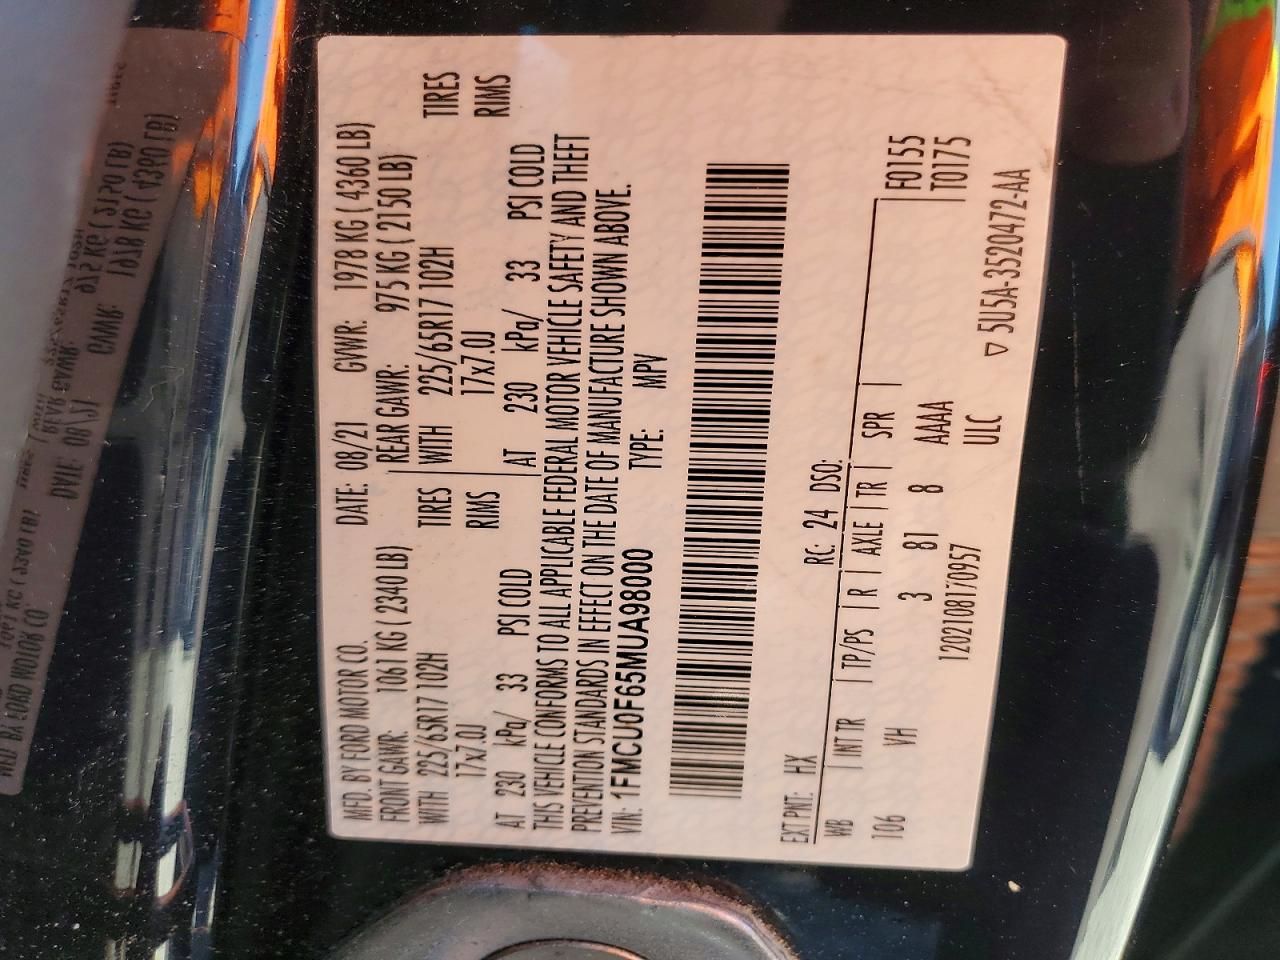 MFD. BY FORD MOTOR CO. DATE: 08/21 GVWR: 1978 KG ( 4360 LB)
FRONT GAWR: 1061 KG ( 2340 LB) REAR GAWR: 975 KG ( 2150 LB)
WITH 225/65R17 102H TIRES WITH 225/65R17 102H TIRES
17x7.0J RIMS 17x7.0J RIMS
AT 230 kPa/ 33 PSI COLD AT 230 kPa/ 33 PSI COLD
THIS VEHICLE CONFORMS TO ALL APPLICABLE FEDERAL MOTOR VEHICLE SAFETY AND THEFT
PREVENTION STANDARDS IN EFFECT ON THE DATE OF MANUFACTURE SHOWN ABOVE.
VIN: 1FMCU0F65MUA98000 TYPE: MPV
EXT PNT: HX RC: 24 DSO:
WB INT TR TP/PS R AXLE TR SPR F0155
106 VH 3 81 8 AAAA T0175
1202108170957 ULC
5U5A-3520472-AA